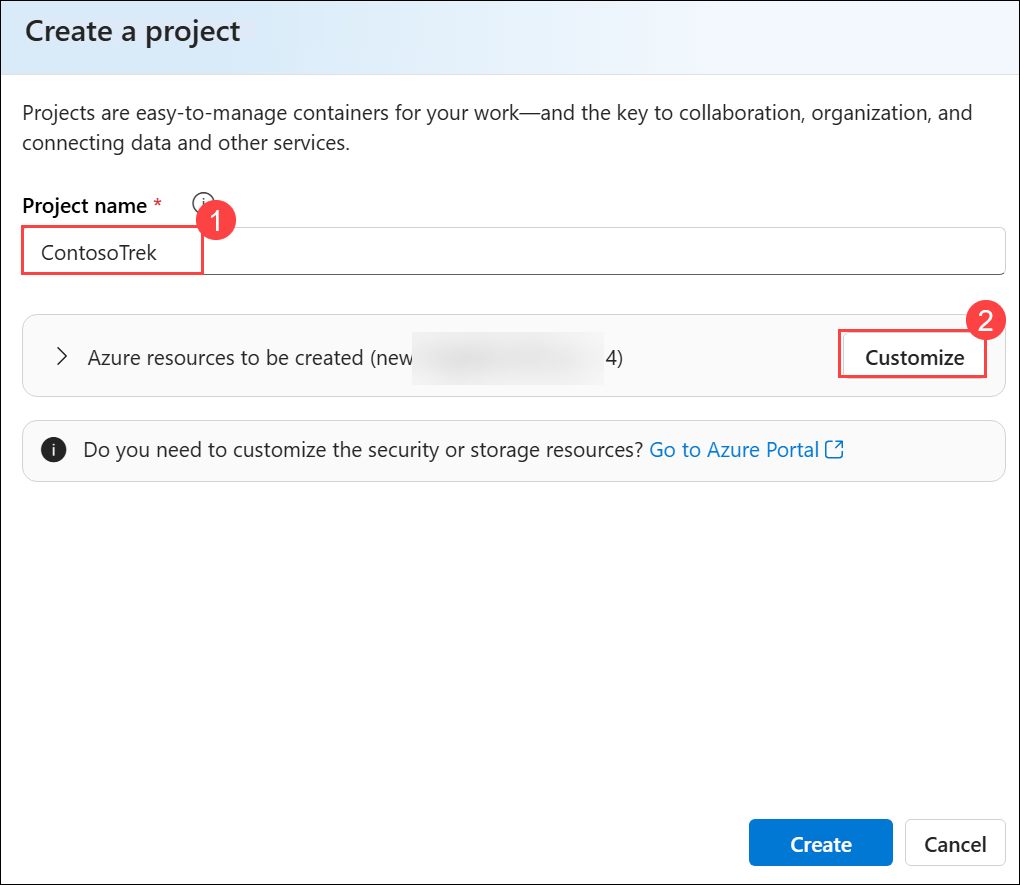 Create a project
Projects are easy-to-manage containers for your work—and the key to collaboration, organization, and
connecting data and other services.
Project name *
1
ContosoTrek
2
Azure resources to be created (new 4)
Customize
Do you need to customize the security or storage resources? Go to Azure Portal
Create
Cancel